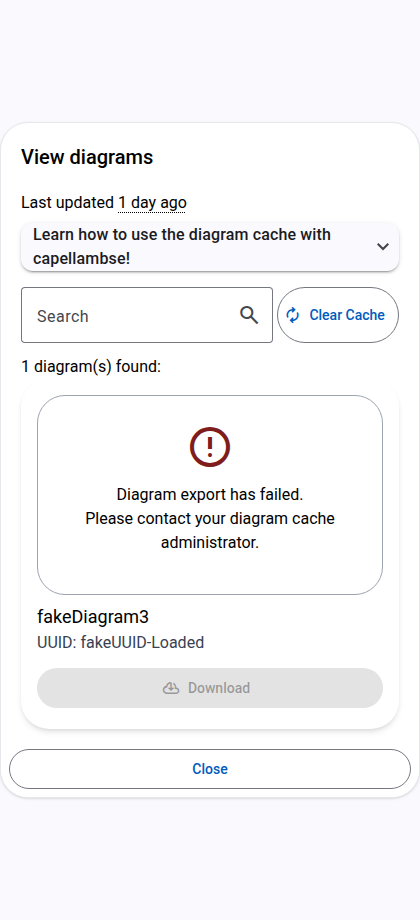 View diagrams
Last updated 1 day ago
Learn how to use the diagram cache with
capellambse!
Search
Clear Cache
1 diagram(s) found:
Diagram export has failed.
Please contact your diagram cache
administrator.
fakeDiagram3
UUID: fakeUUID-Loaded
Download
Close